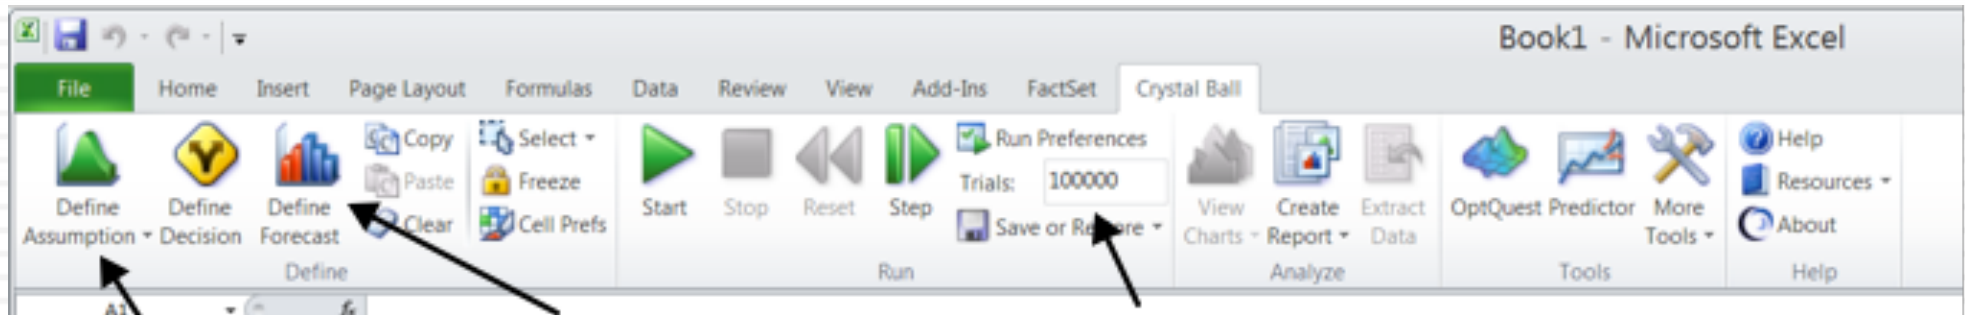 Book1 - Microsoft Excel
File Home Insert Page Layout Formulas Data Review View Add-Ins FactSet Crystal Ball
Define Assumption
Define Decision
Define Forecast
Copy
Paste
Clear
Select
Freeze
Cell Prefs
Define
Start
Stop
Reset
Step
Run Preferences
Trials: 100000
Save or Restore
Run
View Charts
Create Report
Extract Data
Analyze
OptQuest
Predictor
More Tools
Tools
Help
Resources
About
Help
A1
fx